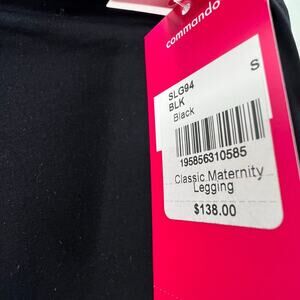 commando
S
SLG94
BLK
Black
195856310585
Classic Maternity
Legging
$138.00